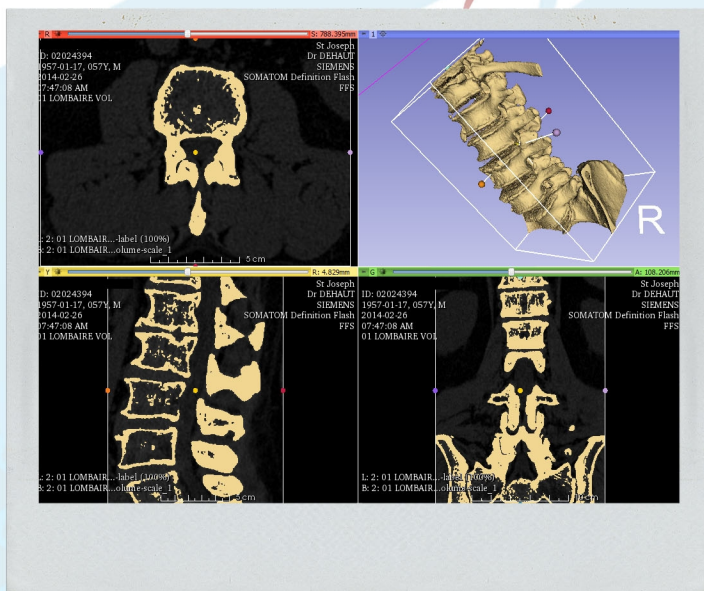 R
S: 788.395mm
St Joseph
Dr DEHAUT
SIEMENS
SOMATOM Definition Flash
FFS
ID: 02024394
1957-01-17, 057Y, M
2014-02-26
07:47:08 AM
01 LOMBAIRE VOL
L: 2: 01 LOMBAIR...-label (100%)
B: 2: 01 LOMBAIR...olume-scale_1
5 cm
1
R
Y
R: 4.829mm
St Joseph
Dr DEHAUT
SIEMENS
SOMATOM Definition Flash
FFS
ID: 02024394
1957-01-17, 057Y, M
2014-02-26
07:47:08 AM
01 LOMBAIRE VOL
L: 2: 01 LOMBAIR...-label (100%)
B: 2: 01 LOMBAIR...olume-scale_1
5cm
G
A: 108.206mm
St Joseph
Dr DEHAUT
SIEMENS
SOMATOM Definition Flash
FFS
ID: 02024394
1957-01-17, 057Y, M
2014-02-26
07:47:08 AM
01 LOMBAIRE VOL
L: 2: 01 LOMBAIR...-label (100%)
B: 2: 01 LOMBAIR...olume-scale_1
10 cm